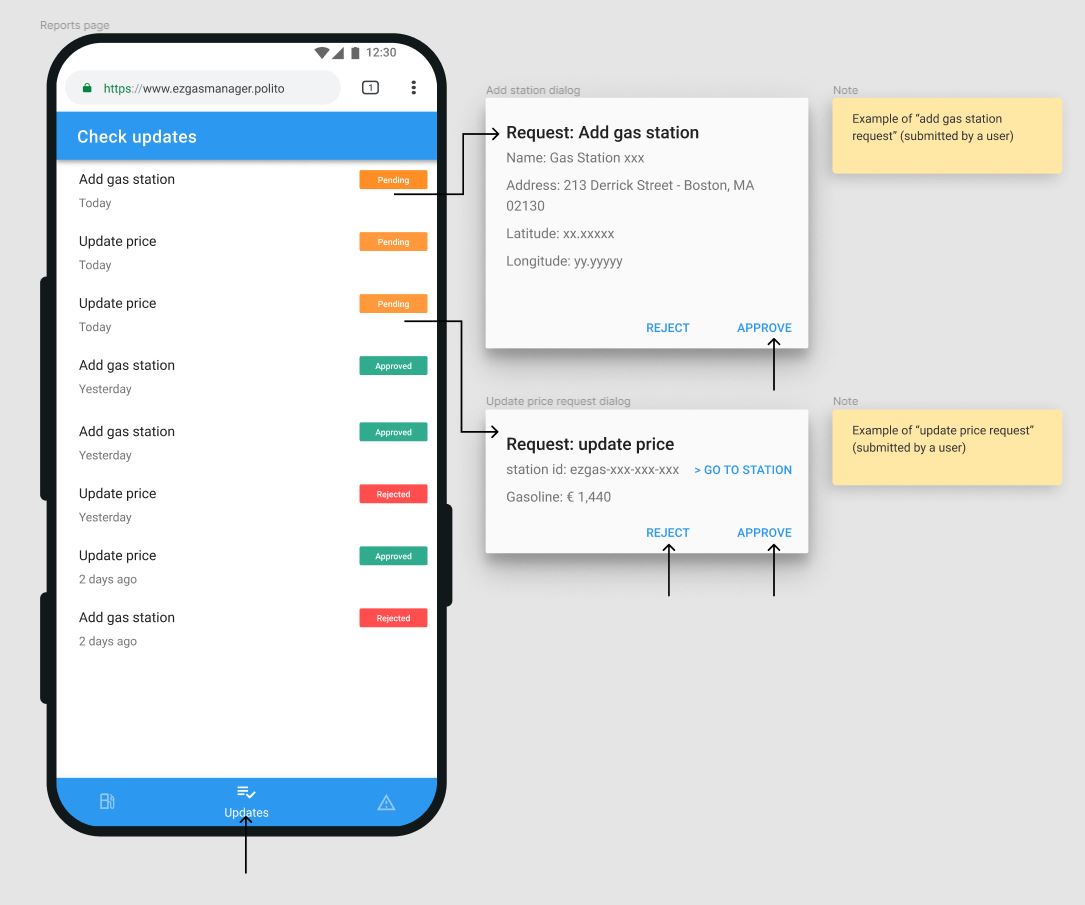 Reports page
12:30
https://www.ezgasmanager.polito
1
Check updates
Add gas station
Pending
Today
Update price
Pending
Today
Update price
Pending
Today
Add gas station
Approved
Yesterday
Add gas station
Approved
Yesterday
Update price
Rejected
Yesterday
Update price
Approved
2 days ago
Add gas station
Rejected
2 days ago
Updates
Add station dialog
Request: Add gas station
Name: Gas Station xxx
Address: 213 Derrick Street - Boston, MA
02130
Latitude: xx.xxxxx
Longitude: yy.yyyyy
REJECT
APPROVE
Note
Example of “add gas station
request” (submitted by a user)
Update price request dialog
Request: update price
station id: ezgas-xxx-xxx-xxx
> GO TO STATION
Gasoline: € 1,440
REJECT
APPROVE
Note
Example of “update price request”
(submitted by a user)